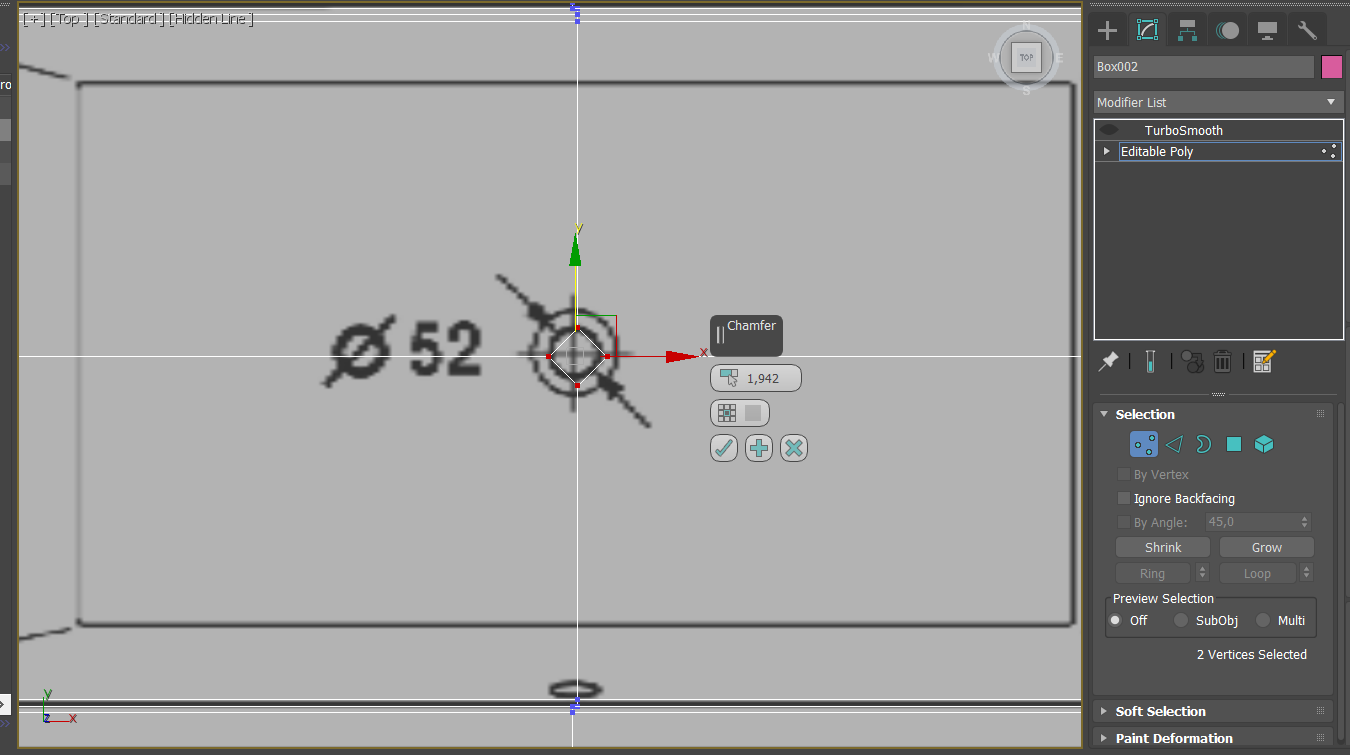 [+] [Top ] [Standard ] [Hidden Line ]
N
W TOP E
S
ro
Box002
Modifier List
TurboSmooth
Editable Poly
y
Ø 52
x
Chamfer
1,942
Selection
By Vertex
Ignore Backfacing
By Angle: 45,0
Shrink Grow
Ring Loop
Preview Selection
Off SubObj Multi
2 Vertices Selected
y
z x
Soft Selection
Paint Deformation